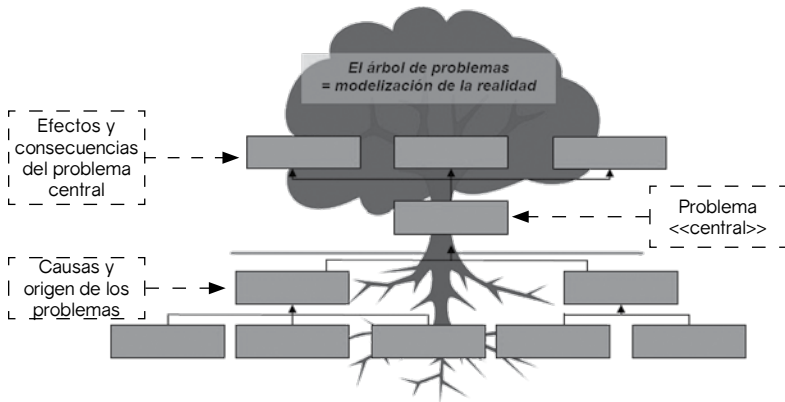 El árbol de problemas
= modelización de la realidad
Efectos y
consecuencias
del problema
central
Problema
<<central>>
Causas y
origen de los
problemas